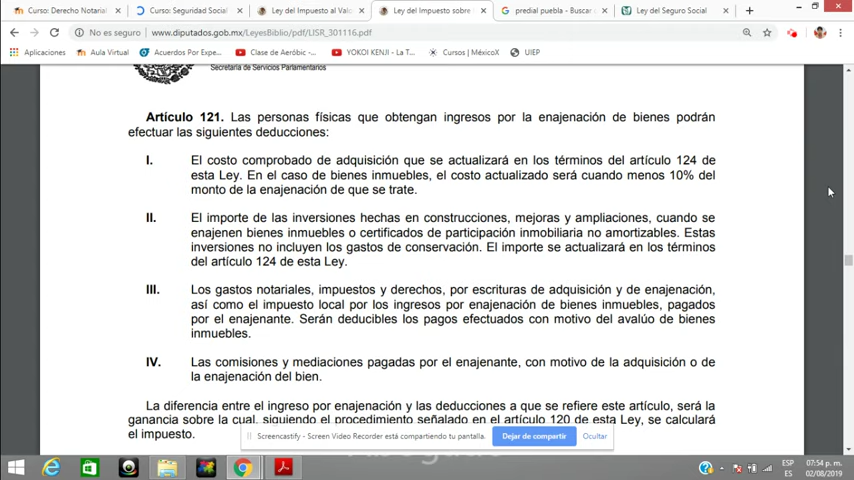 Curso: Derecho Notarial
Curso: Seguridad Social
Ley del Impuesto al Valo
Ley del Impuesto sobre
predial puebla - Buscar
Ley del Seguro Social
No es seguro
www.diputados.gob.mx/LeyesBiblio/pdf/LISR_301116.pdf
Aplicaciones
Aula Virtual
Acuerdos Por Expe...
Clase de Aeróbic -...
YOKOI KENJI - La T...
Cursos |MéxicoX
UIEP
Secretaría de Servicios Parlamentarios
Artículo 121. Las personas físicas que obtengan ingresos por la enajenación de bienes podrán
efectuar las siguientes deducciones:
I. El costo comprobado de adquisición que se actualizará en los términos del artículo 124 de
esta Ley. En el caso de bienes inmuebles, el costo actualizado será cuando menos 10% del
monto de la enajenación de que se trate.
II. El importe de las inversiones hechas en construcciones, mejoras y ampliaciones, cuando se
enajenen bienes inmuebles o certificados de participación inmobiliaria no amortizables. Estas
inversiones no incluyen los gastos de conservación. El importe se actualizará en los términos
del artículo 124 de esta Ley.
III. Los gastos notariales, impuestos y derechos, por escrituras de adquisición y de enajenación,
así como el impuesto local por los ingresos por enajenación de bienes inmuebles, pagados
por el enajenante. Serán deducibles los pagos efectuados con motivo del avalúo de bienes
inmuebles.
IV. Las comisiones y mediaciones pagadas por el enajenante, con motivo de la adquisición o de
la enajenación del bien.
La diferencia entre el ingreso por enajenación y las deducciones a que se refiere este artículo, será la
ganancia sobre la cual, siguiendo el procedimiento señalado en el artículo 120 de esta Ley, se calculará
el impuesto.
Screencastify - Screen Video Recorder está compartiendo tu pantalla.
Dejar de compartir
Ocultar
ESP
ES
07:54 p. m.
02/08/2019